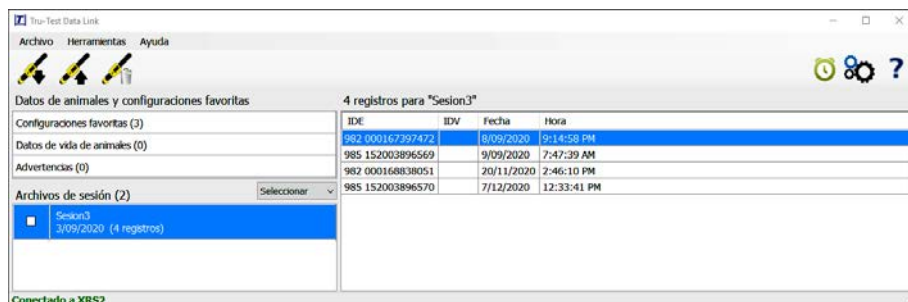 Tru-Test Data Link
Archivo Herramientas Ayuda
Datos de animales y configuraciones favoritas
Configuraciones favoritas (3)
Datos de vida de animales (0)
Advertencias (0)
Archivos de sesión (2) Seleccionar
Sesion3
3/09/2020 (4 registros)
4 registros para "Sesion3"
IDE IDV Fecha Hora
982 000167397472 8/09/2020 9:14:58 PM
985 152003896569 9/09/2020 7:47:39 AM
982 000168838051 20/11/2020 2:46:10 PM
985 152003896570 7/12/2020 12:33:41 PM
Conectado a XRS2